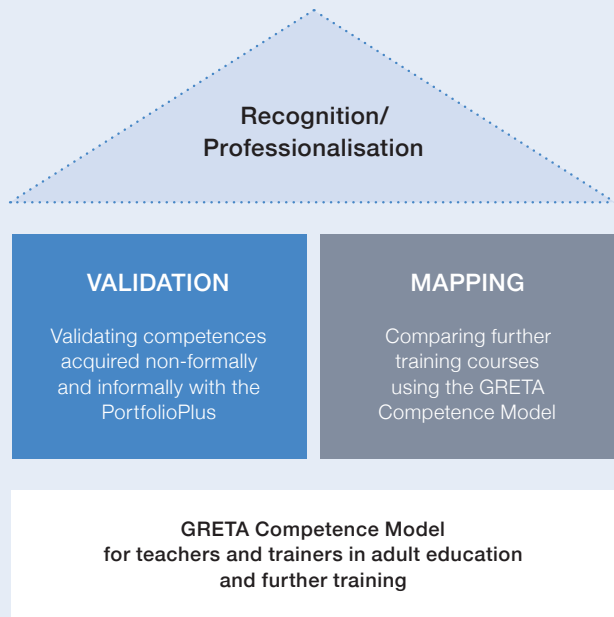 Recognition/
Professionalisation
VALIDATION
Validating competences
acquired non-formally
and informally with the
PortfolioPlus
MAPPING
Comparing further
training courses
using the GRETA
Competence Model
GRETA Competence Model
for teachers and trainers in adult education
and further training